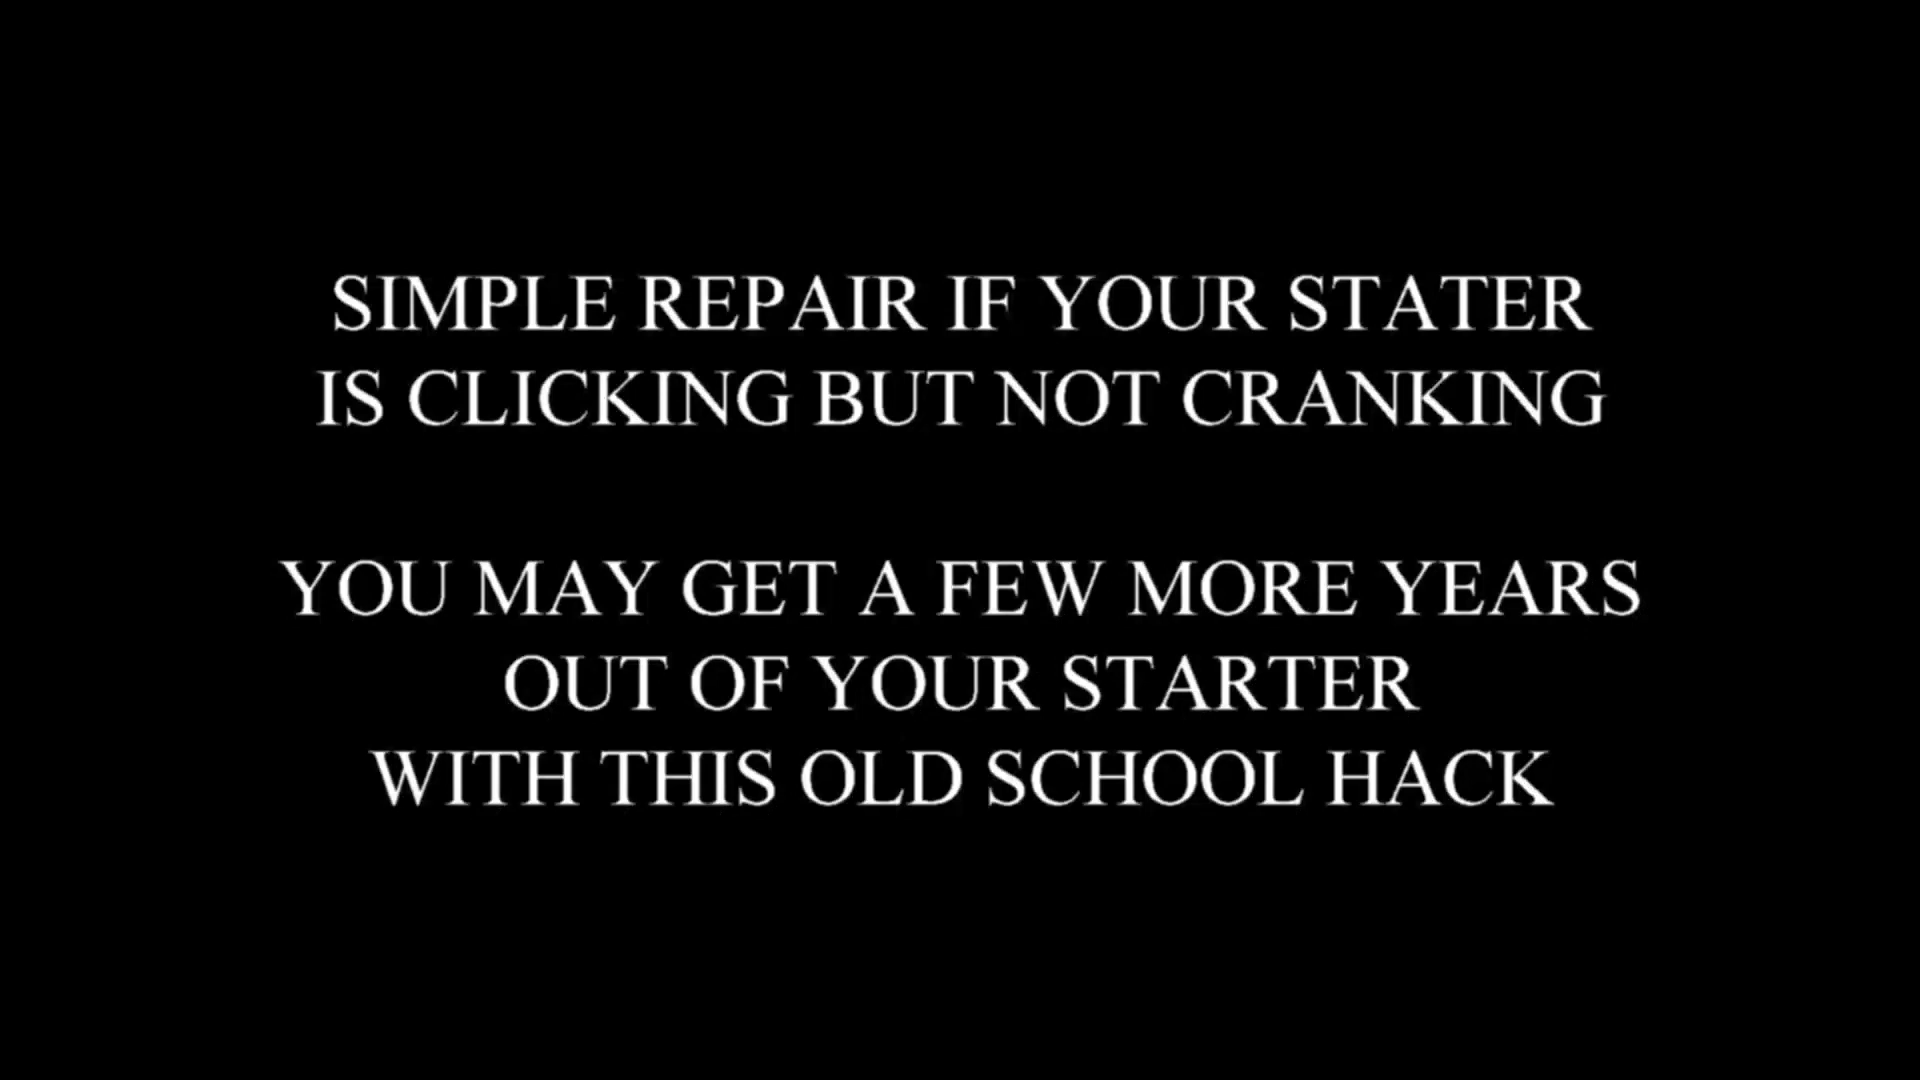 SIMPLE REPAIR IF YOUR STATER
IS CLICKING BUT NOT CRANKING
YOU MAY GET A FEW MORE YEARS
OUT OF YOUR STARTER
WITH THIS OLD SCHOOL HACK